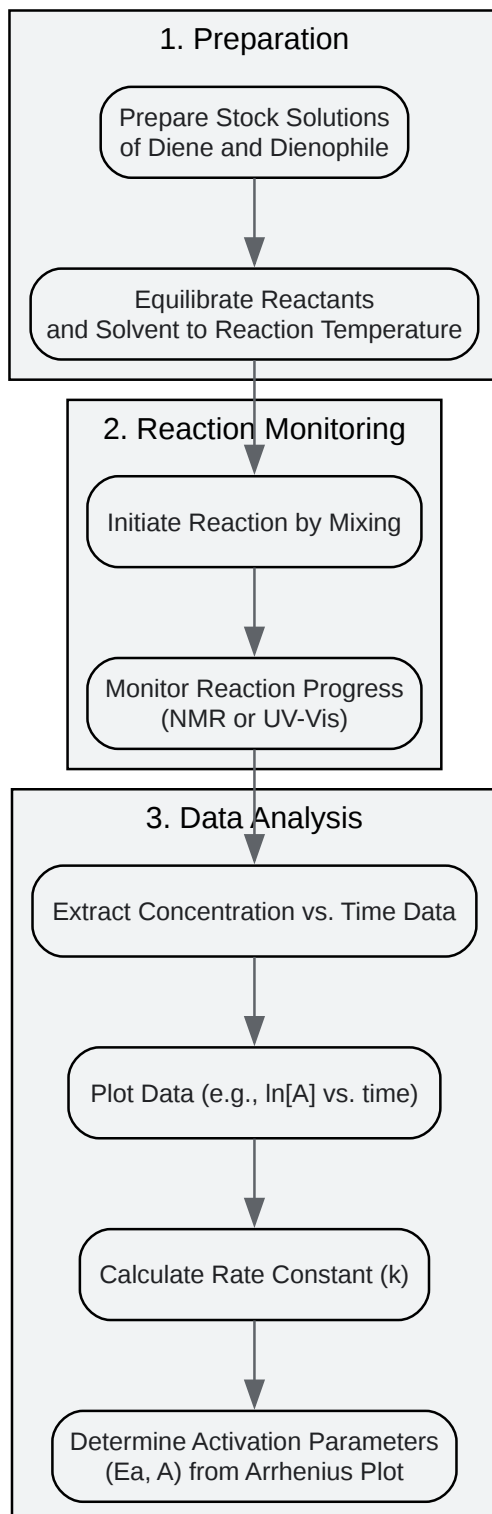 1. Preparation
Prepare Stock Solutions
of Diene and Dienophile
Equilibrate Reactants
and Solvent to Reaction Temperature
2. Reaction Monitoring
Initiate Reaction by Mixing
Monitor Reaction Progress
(NMR or UV-Vis)
3. Data Analysis
Extract Concentration vs. Time Data
Plot Data (e.g., ln[A] vs. time)
Calculate Rate Constant (k)
Determine Activation Parameters
(Ea, A) from Arrhenius Plot